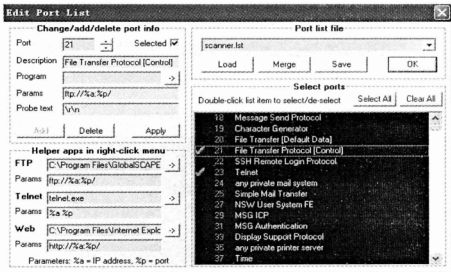 Edit Port List
Change/add/delete port info
Port 21 Selected
Description File Transfer Protocol [Control]
Program ->
Params ftp://%a:%p/
Probe text \r\n
Add Delete Apply
Helper apps in right-click menu
FTP C:\Program Files\GlobalSCAPE ->
Params ftp://%a:%p/
Telnet telnet.exe ->
Params %a %p
Web C:\Program Files\Internet Explc ->
Params http://%a:%p/
Parameters: %a = IP address, %p = port
Port list file
scanner.lst
Load Merge Save OK
Select ports
Double-click list item to select/de-select Select All Clear All
18 Message Send Protocol
19 Character Generator
20 File Transfer [Default Data]
21 File Transfer Protocol [Control]
22 SSH Remote Login Protocol
23 Telnet
24 any private mail system
25 Simple Mail Transfer
27 NSW User System FE
29 MSG ICP
31 MSG Authentication
33 Display Support Protocol
35 any private printer server
37 Time